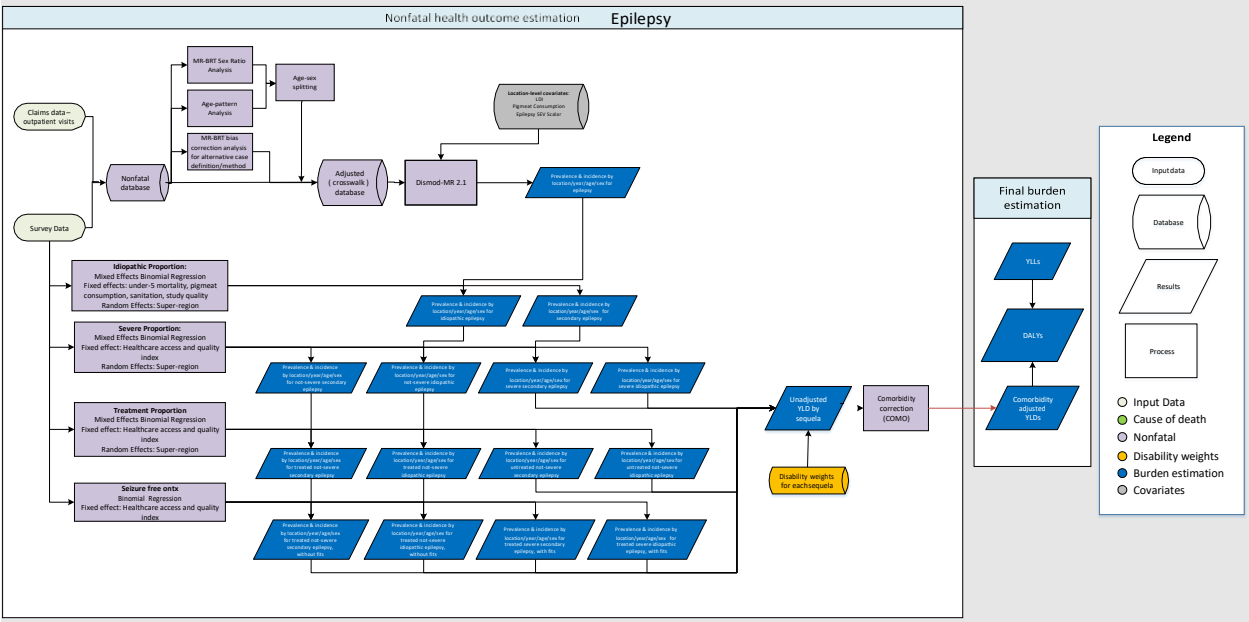 Nonfatal health outcome estimation Epilepsy
MR-BRT Sex Ratio
Analysis
Age-sex
splitting
Age-pattern
Analysis
MR-BRT bias
correction analysis
for alternative case
definition/method
Claims data –
outpatient visits
Nonfatal
database
Survey Data
Adjusted
( crosswalk )
database
Location-level covariates:
LDI
Pigmeat Consumption
Epilepsy SEV Scalar
Dismod-MR 2.1
Prevalence & incidence by
location/year/age/sex for
epilepsy
Idiopathic Proportion:
Mixed Effects Binomial Regression
Fixed effects: under-5 mortality, pigmeat
consumption, sanitation, study quality
Random Effects: Super-region
Prevalence & incidence by
location/year/age/sex for
idiopathic epilepsy
Prevalence & incidence by
location/year/age/sex for
secondary epilepsy
Severe Proportion:
Mixed Effects Binomial Regression
Fixed effect: Healthcare access and quality
index
Random Effects: Super-region
Prevalence & incidence
by location/year/age/sex
for not-severe secondary
epilepsy
Prevalence & incidence
by location/year/age/sex
for not-severe idiopathic
epilepsy
Prevalence & incidence by
location/year/age/sex for
severe secondary epilepsy
Prevalence & incidence by
location/year/age/sex for
severe idiopathic epilepsy
Treatment Proportion
Mixed Effects Binomial Regression
Fixed effect: Healthcare access and quality
index
Random Effects: Super-region
Prevalence & incidence
by location/year/age/sex
for treated not-severe
secondary epilepsy
Prevalence & incidence
by location/year/age/sex
for treated not-severe
idiopathic epilepsy
Prevalence & incidence by
location/year/age/sex for
untreated not-severe
secondary epilepsy
Prevalence & incidence by
location/year/age/sex for
untreated not-severe
idiopathic epilepsy
Seizure free ontx
Binomial Regression
Fixed effect: Healthcare access and quality
index
Prevalence & incidence
by location/year/age/sex
for treated not-severe
secondary epilepsy,
without fits
Prevalence & incidence
by location/year/age/sex
for treated not-severe
idiopathic epilepsy,
without fits
Prevalence & incidence by
location/year/age/sex for
treated severe secondary
epilepsy, with fits
Prevalence & incidence by
location/year/age/sex for
treated severe idiopathic
epilepsy, with fits
Unadjusted
YLD by
sequela
Disability weights
for eachsequela
Comorbidity
correction
(COMO)
Final burden
estimation
YLLs
DALYs
Comorbidity
adjusted
YLDs
Legend
Input data
Database
Results
Process
Input Data
Cause of death
Nonfatal
Disability weights
Burden estimation
Covariates